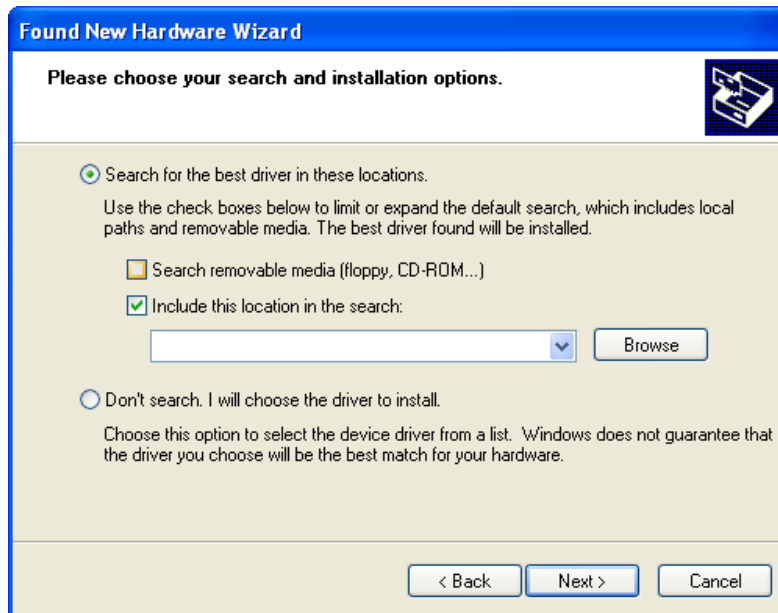 Found New Hardware Wizard
Please choose your search and installation options.
Search for the best driver in these locations.
Use the check boxes below to limit or expand the default search, which includes local
paths and removable media. The best driver found will be installed.
Search removable media (floppy, CD-ROM...)
Include this location in the search:
Browse
Don't search. I will choose the driver to install.
Choose this option to select the device driver from a list.  Windows does not guarantee that
the driver you choose will be the best match for your hardware.
< Back Next > Cancel